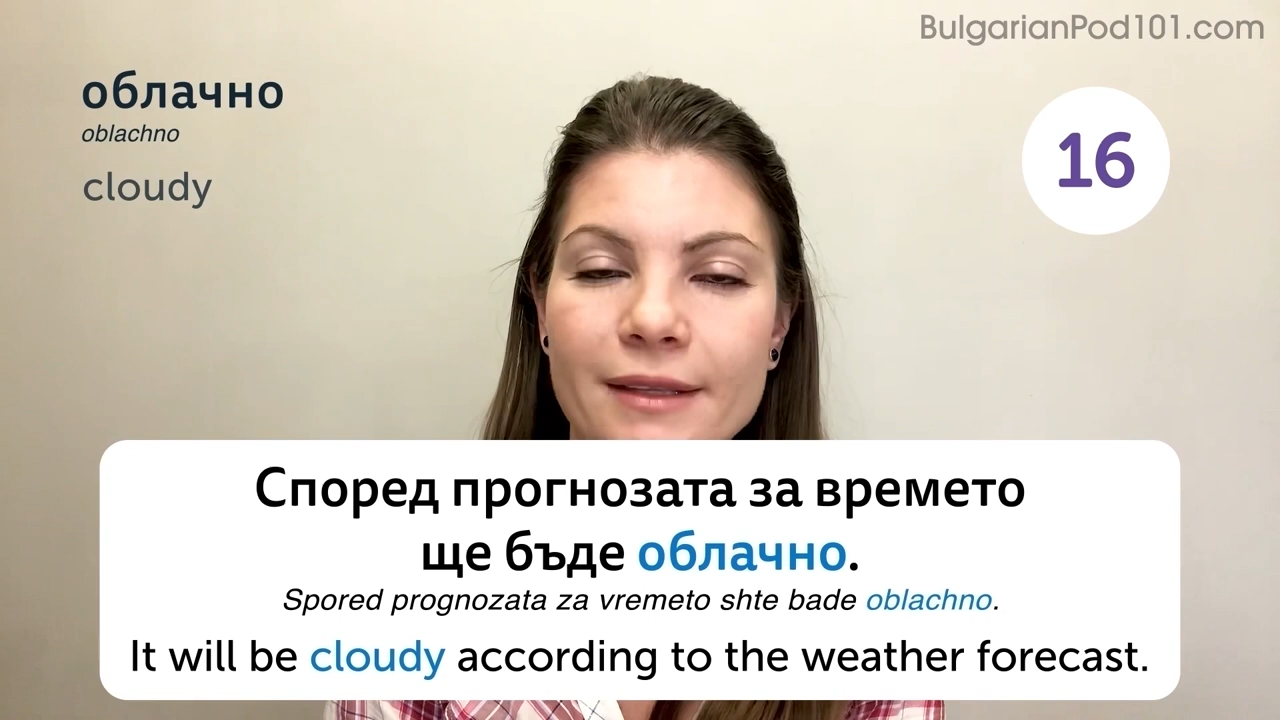 BulgarianPod101.com
облачно
oblachno
cloudy
16
Според прогнозата за времето
ще бъде облачно.
Spored prognozata za vremeto shte bade oblachno.
It will be cloudy according to the weather forecast.